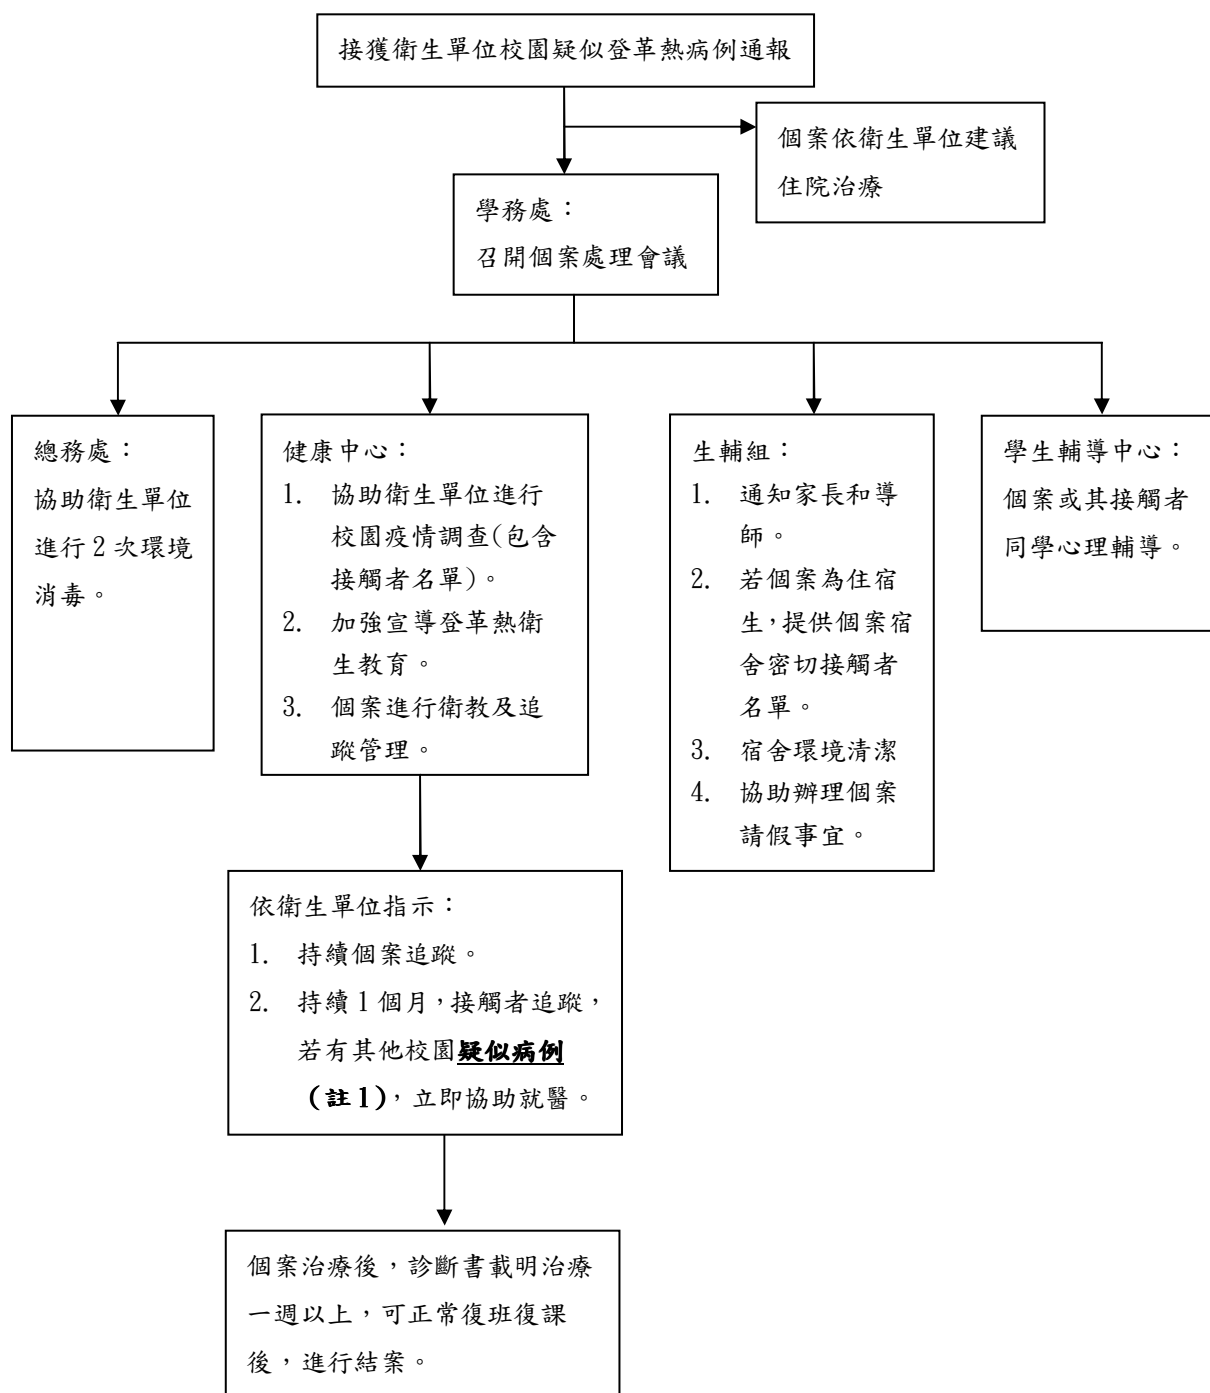 接獲衛生單位校園疑似登革熱病例通報
個案依衛生單位建議
住院治療
學務處：
召開個案處理會議
總務處：
協助衛生單位
進行 2 次環境
消毒。
健康中心：
1. 協助衛生單位進行
校園疫情調查(包含
接觸者名單)。
2. 加強宣導登革熱衛
生教育。
3. 個案進行衛教及追
蹤管理。
生輔組：
1. 通知家長和導
師。
2. 若個案為住宿
生，提供個案宿
舍密切接觸者
名單。
3. 宿舍環境清潔
4. 協助辦理個案
請假事宜。
學生輔導中心：
個案或其接觸者
同學心理輔導。
依衛生單位指示：
1. 持續個案追蹤。
2. 持續 1 個月，接觸者追蹤，
若有其他校園疑似病例
(註 1)，立即協助就醫。
個案治療後，診斷書載明治療
一週以上，可正常復班復課
後，進行結案。